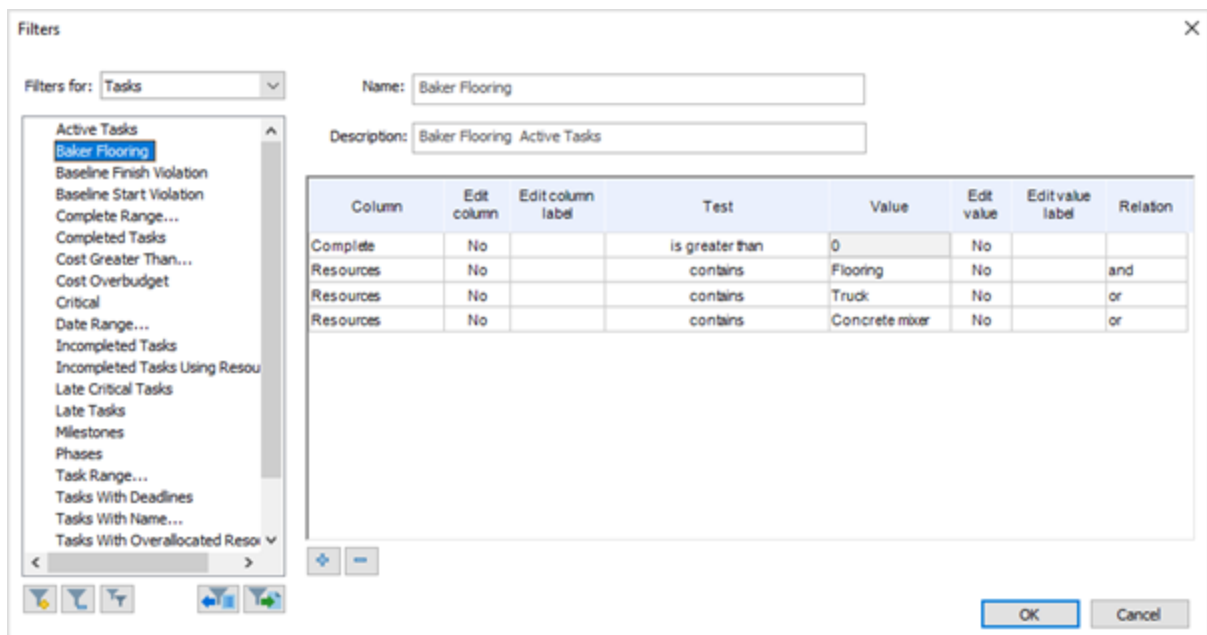 Filters
Filters for: Tasks
Active Tasks
Baker Flooring
Baseline Finish Violation
Baseline Start Violation
Complete Range...
Completed Tasks
Cost Greater Than...
Cost Overbudget
Critical
Date Range...
Incompleted Tasks
Incompleted Tasks Using Resou
Late Critical Tasks
Late Tasks
Milestones
Phases
Task Range...
Tasks With Deadlines
Tasks With Name...
Tasks With Overallocated Resou
Name: Baker Flooring
Description: Baker Flooring Active Tasks
Column Edit column Edit column label Test Value Edit value Edit value label Relation
Complete No is greater than 0 No
Resources No contains Flooring No and
Resources No contains Truck No or
Resources No contains Concrete mixer No or
OK Cancel